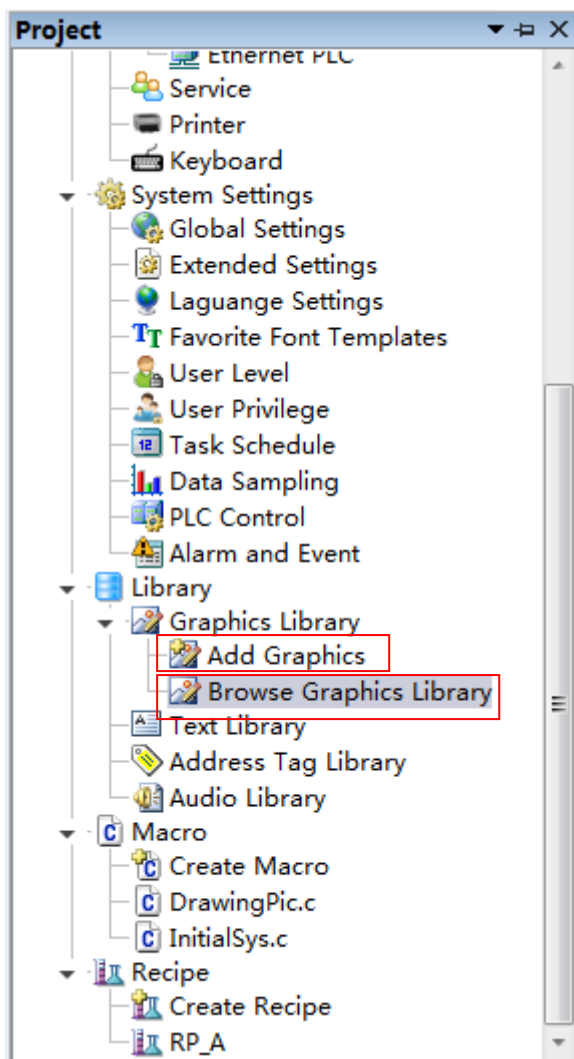 Project
Ethernet PLC
Service
Printer
Keyboard
System Settings
Global Settings
Extended Settings
Laguange Settings
TT Favorite Font Templates
User Level
User Privilege
12 Task Schedule
Data Sampling
PLC Control
Alarm and Event
Library
Graphics Library
Add Graphics
Browse Graphics Library
A Text Library
Address Tag Library
Audio Library
C Macro
C Create Macro
C DrawingPic.c
C InitialSys.c
Recipe
Create Recipe
RP_A